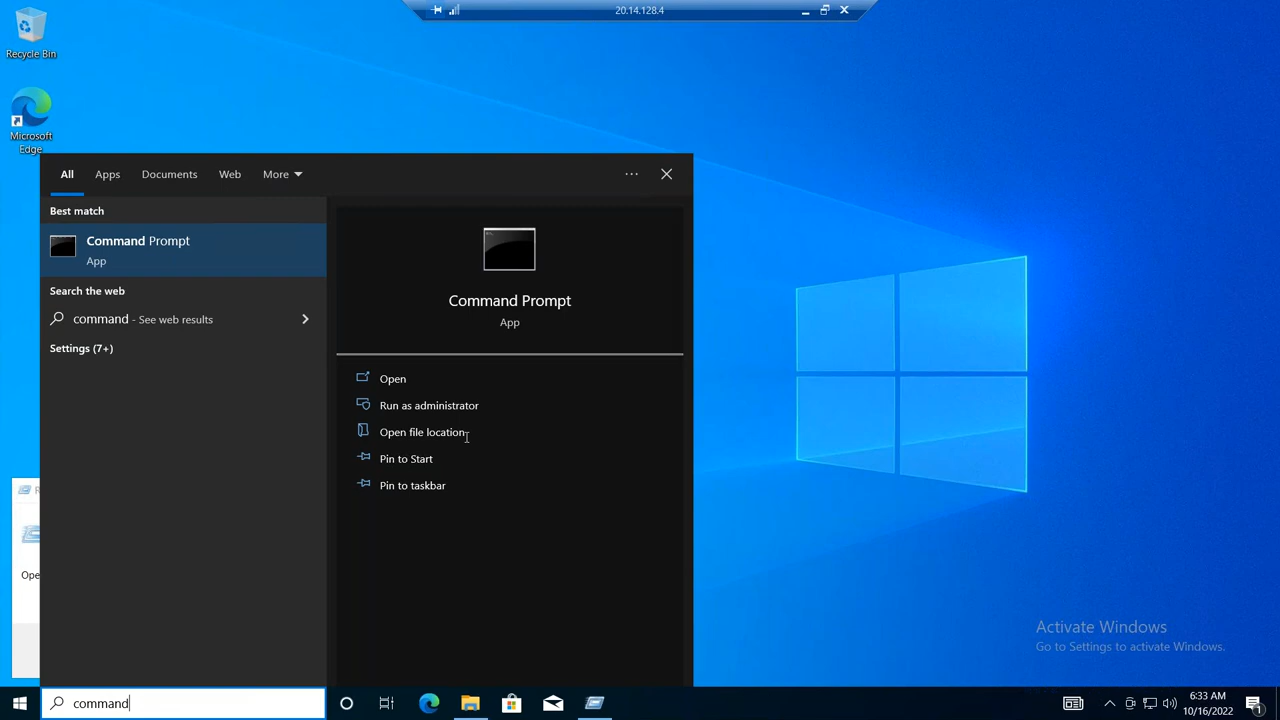 20.14.128.4
Recycle Bin
Microsoft
Edge
All
Apps
Documents
Web
More
Best match
Command Prompt
App
Search the web
command - See web results
Settings (7+)
Command Prompt
App
Open
Run as administrator
Open file location
Pin to Start
Pin to taskbar
R
Ope
Activate Windows
Go to Settings to activate Windows.
command
6:33 AM
10/16/2022
1